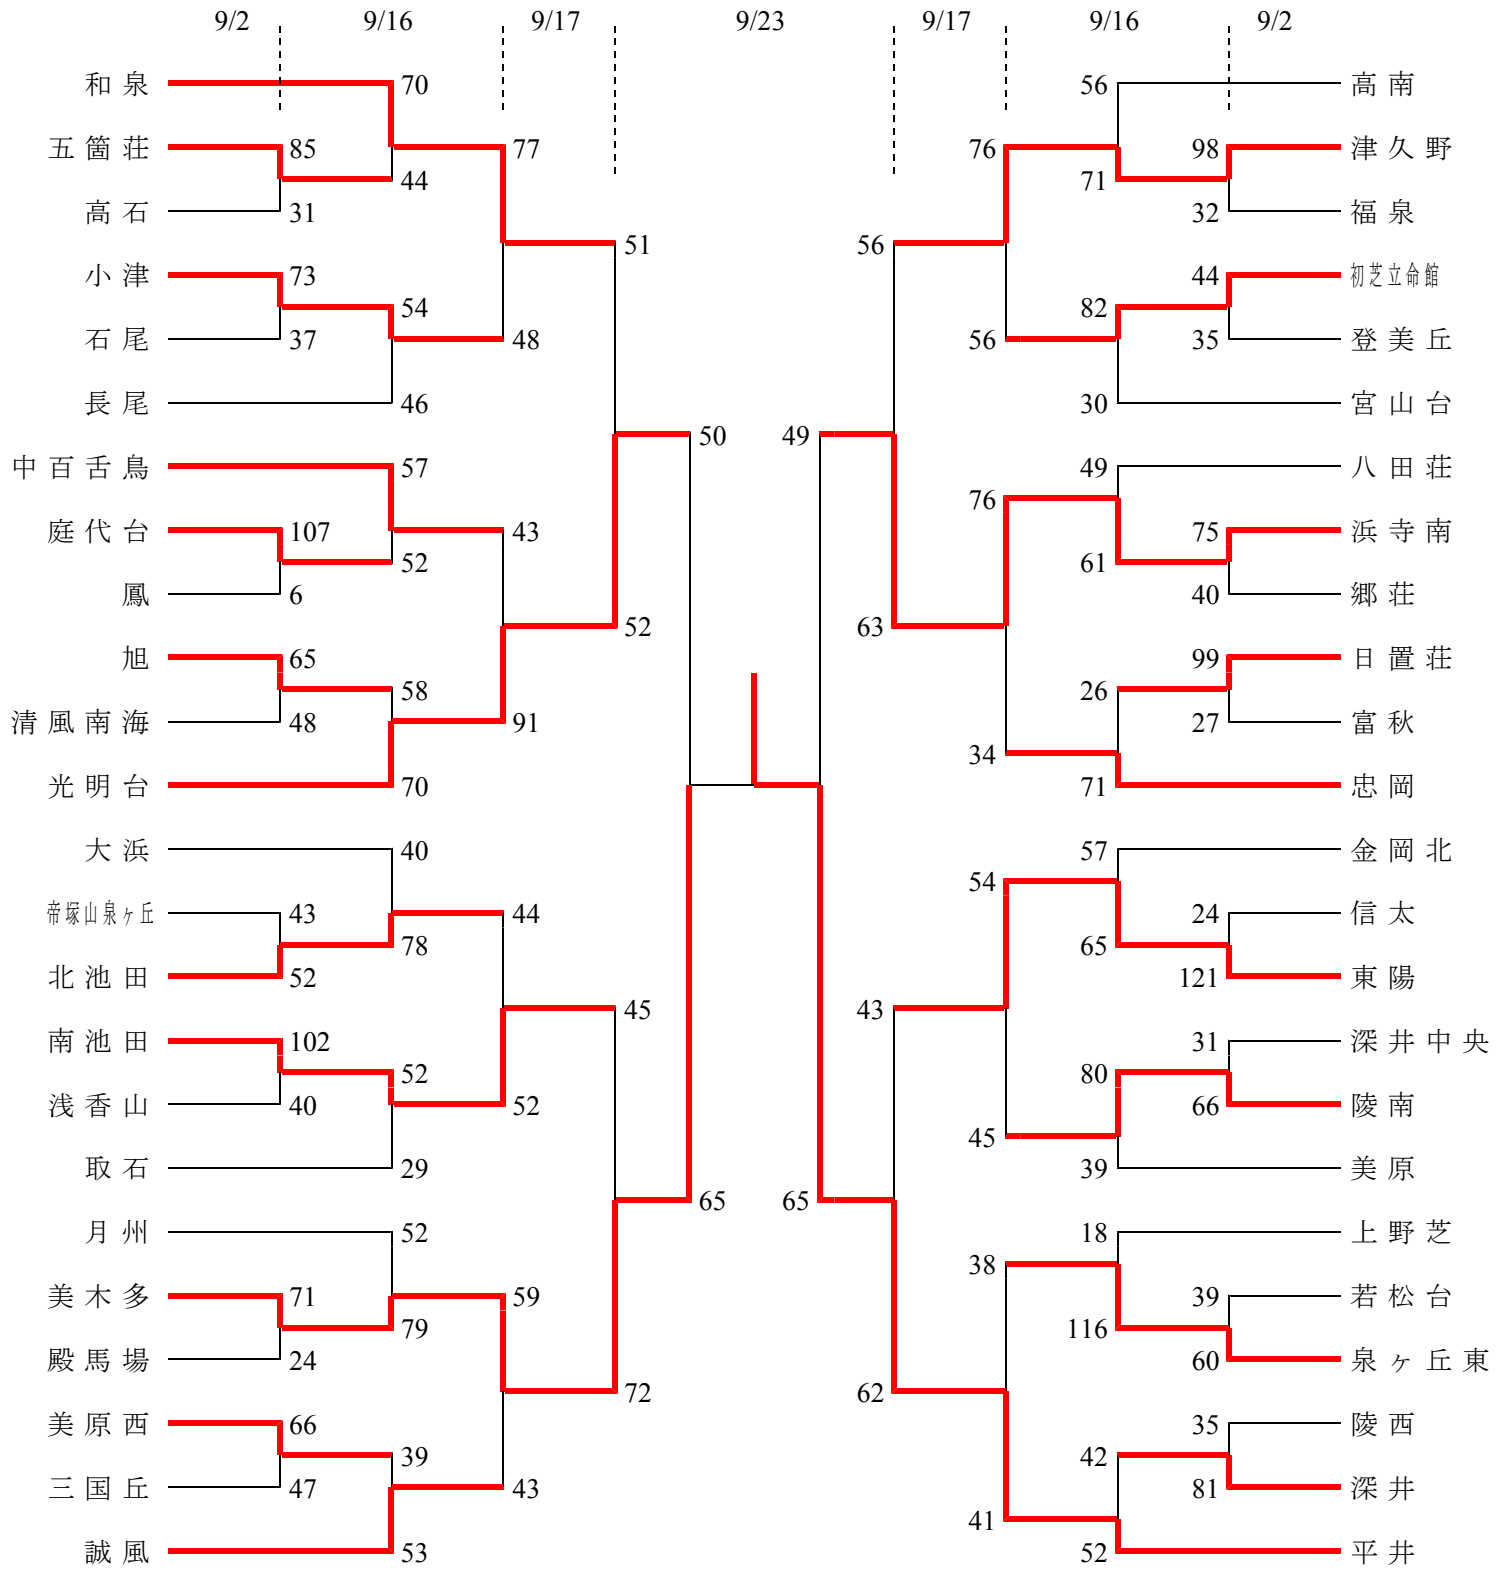 9/2 9/16 9/17 9/23 9/17 9/16 9/2
和泉 70 56 高南
五箇荘 85 77 76 98 津久野
44 71
高石 31 32 福泉
51 56
小津 73 44 初芝立命館
54 82
石尾 37 48 56 35 登美丘
長尾 46 30 宮山台
50 49
中百舌鳥 57 49 八田荘
76
庭代台 107 43 75 浜寺南
52 61
鳳 6 40 郷荘
52 63
旭 65 99 日置荘
58 26
清風南海 48 91 27 富秋
34
光明台 70 71 忠岡
大浜 40 57 金岡北
54
帝塚山泉ヶ丘 43 44 24 信太
78 65
北池田 52 121 東陽
45 43
南池田 102 31 深井中央
52 80
浅香山 40 52 66 陵南
45
取石 29 39 美原
65 65
月州 52 18 上野芝
38
美木多 71 59 39 若松台
79 116
殿馬場 24 60 泉ヶ丘東
72 62
美原西 66 35 陵西
39 42
三国丘 47 43 81 深井
41
誠風 53 52 平井